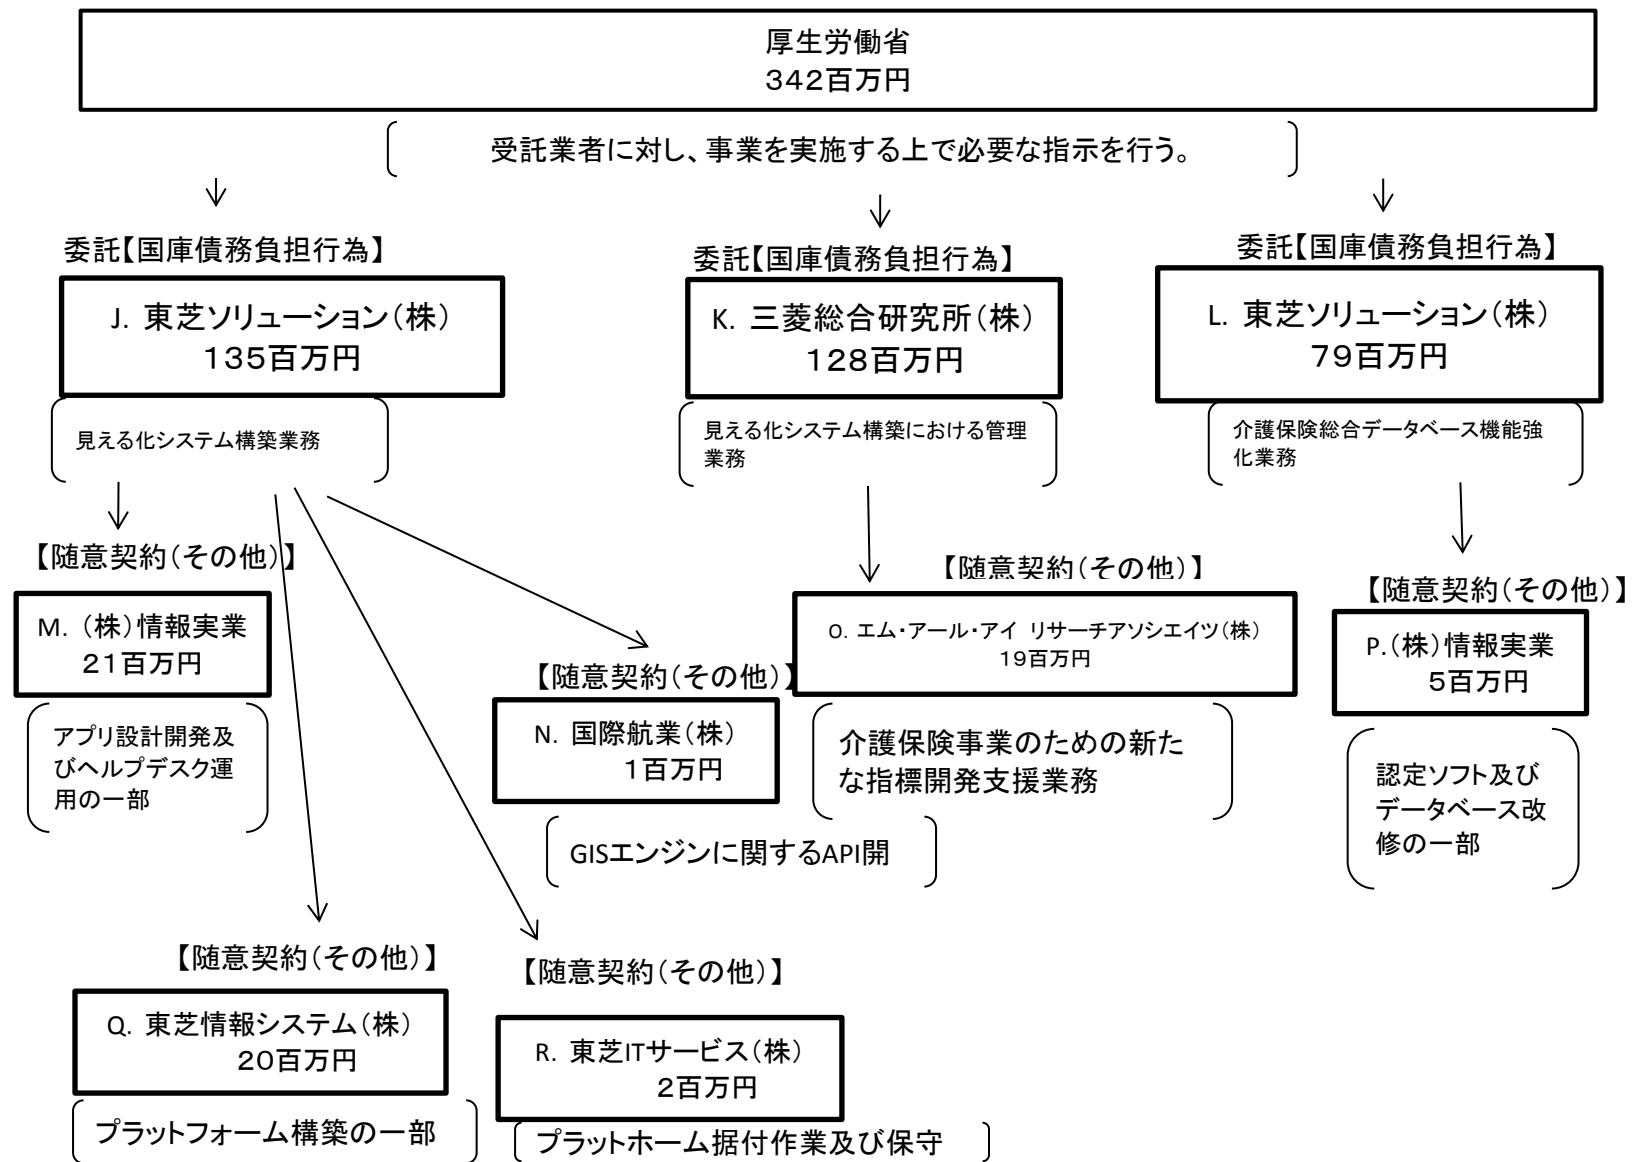 厚生労働省
342百万円
受託業者に対し、事業を実施する上で必要な指示を行う。
委託【国庫債務負担行為】
J. 東芝ソリューション（株）
135百万円
見える化システム構築業務
委託【国庫債務負担行為】
K. 三菱総合研究所（株）
128百万円
見える化システム構築における管理
業務
委託【国庫債務負担行為】
L. 東芝ソリューション（株）
79百万円
介護保険総合データベース機能強
化業務
【随意契約（その他）】
M. （株）情報実業
21百万円
アプリ設計開発及
びヘルプデスク運
用の一部
【随意契約（その他）】
N. 国際航業（株）
1百万円
GISエンジンに関するAPI開
【随意契約（その他）】
O. エム・アール・アイ リサーチアソシエイツ（株）
19百万円
介護保険事業のための新た
な指標開発支援業務
【随意契約（その他）】
P.（株）情報実業
5百万円
認定ソフト及び
データベース改
修の一部
【随意契約（その他）】
Q. 東芝情報システム（株）
20百万円
プラットフォーム構築の一部
【随意契約（その他）】
R. 東芝ITサービス（株）
2百万円
プラットホーム据付作業及び保守